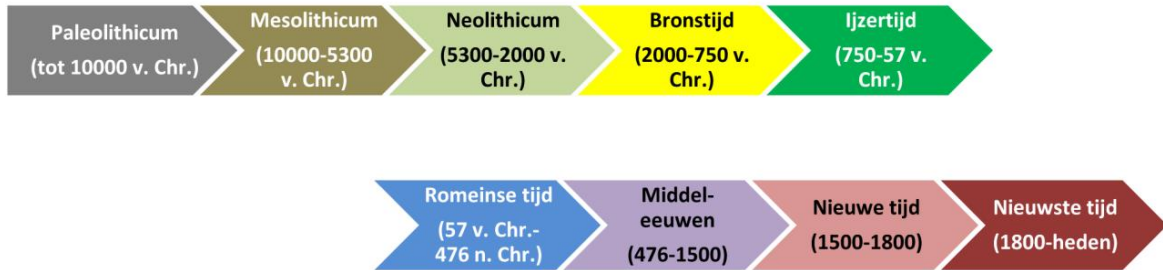 Paleolithicum
(tot 10000 v. Chr.)
Mesolithicum
(10000-5300
v. Chr.)
Neolithicum
(5300-2000 v.
Chr.)
Bronstijd
(2000-750 v.
Chr.)
Ijzertijd
(750-57 v.
Chr.)
Romeinse tijd
(57 v. Chr.-
476 n. Chr.)
Middel-
eeuwen
(476-1500)
Nieuwe tijd
(1500-1800)
Nieuwste tijd
(1800-heden)